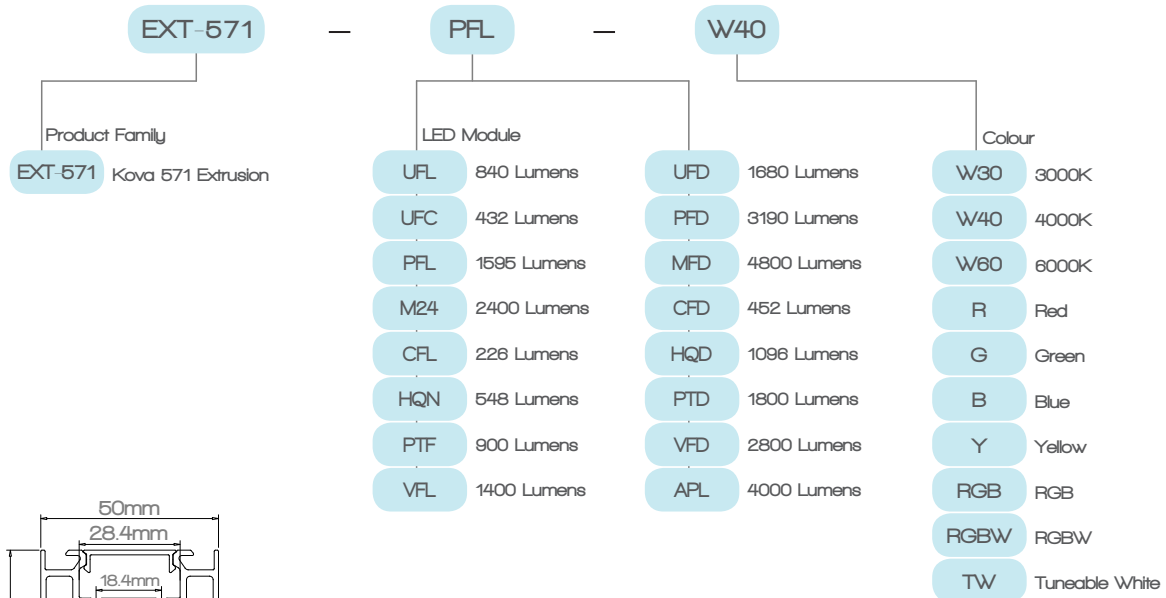 EXT-571 — PFL — W40
Product Family
EXT-571 Kova 571 Extrusion
LED Module
UFL 840 Lumens
UFC 432 Lumens
PFL 1595 Lumens
M24 2400 Lumens
CFL 226 Lumens
HQN 548 Lumens
PTF 900 Lumens
VFL 1400 Lumens
UFD 1680 Lumens
PFD 3190 Lumens
MFD 4800 Lumens
CFD 452 Lumens
HQD 1096 Lumens
PTD 1800 Lumens
VFD 2800 Lumens
APL 4000 Lumens
Colour
W30 3000K
W40 4000K
W60 6000K
R Red
G Green
B Blue
Y Yellow
RGB RGB
RGBW RGBW
TW Tuneable White
50mm
28.4mm
18.4mm